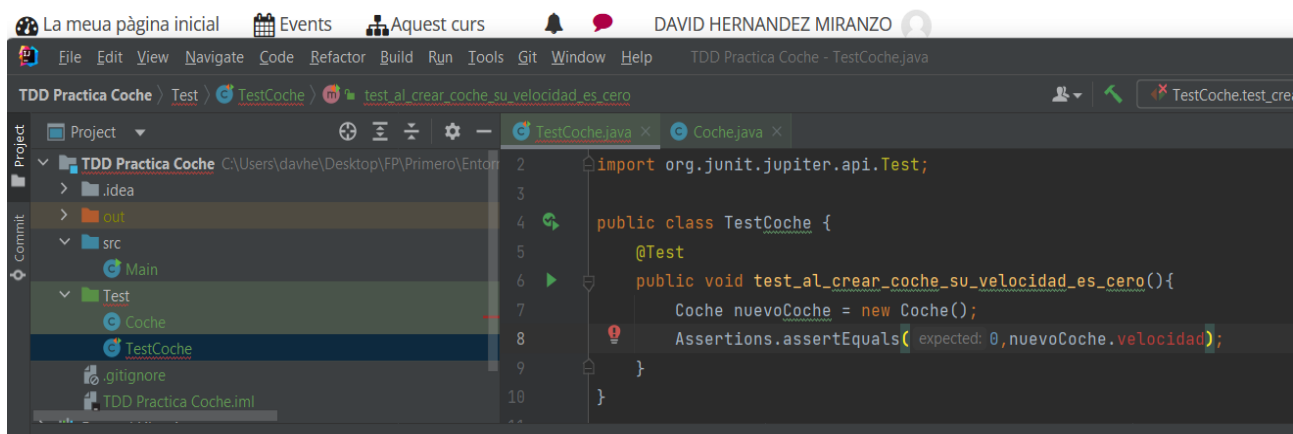 La meua pàgina inicial Events Aquest curs DAVID HERNANDEZ MIRANZO
File Edit View Navigate Code Refactor Build Run Tools Git Window Help TDD Practica Coche - TestCoche.java
TDD Practica Coche Test TestCoche test_al_crear_coche_su_velocidad_es_cero TestCoche.test_crea
Project
Commit
Project
TDD Practica Coche C:\Users\davhe\Desktop\FP\Primero\Entorn
.idea
out
src
Main
Test
Coche
TestCoche
.gitignore
TDD Practica Coche.iml
TestCoche.java Coche.java
2 import org.junit.jupiter.api.Test;
3
4 public class TestCoche {
5 @Test
6 public void test_al_crear_coche_su_velocidad_es_cero(){
7 Coche nuevoCoche = new Coche();
8 Assertions.assertEquals( expected: 0,nuevoCoche.velocidad);
9 }
10 }